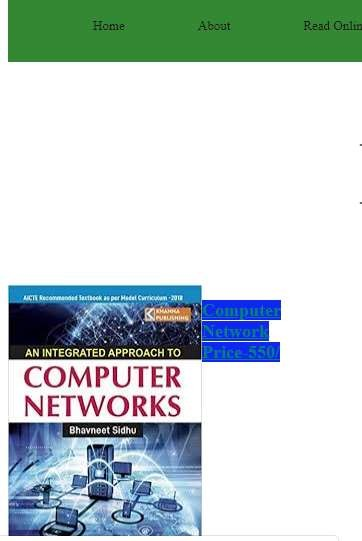 Home About Read Onlin
AICTE Recommended Textbook as per Model Curriculum -2018
KHANNA
PUBLISHING
AN INTEGRATED APPROACH TO
COMPUTER
NETWORKS
Bhavneet Sidhu
Computer
Network
Price-550/